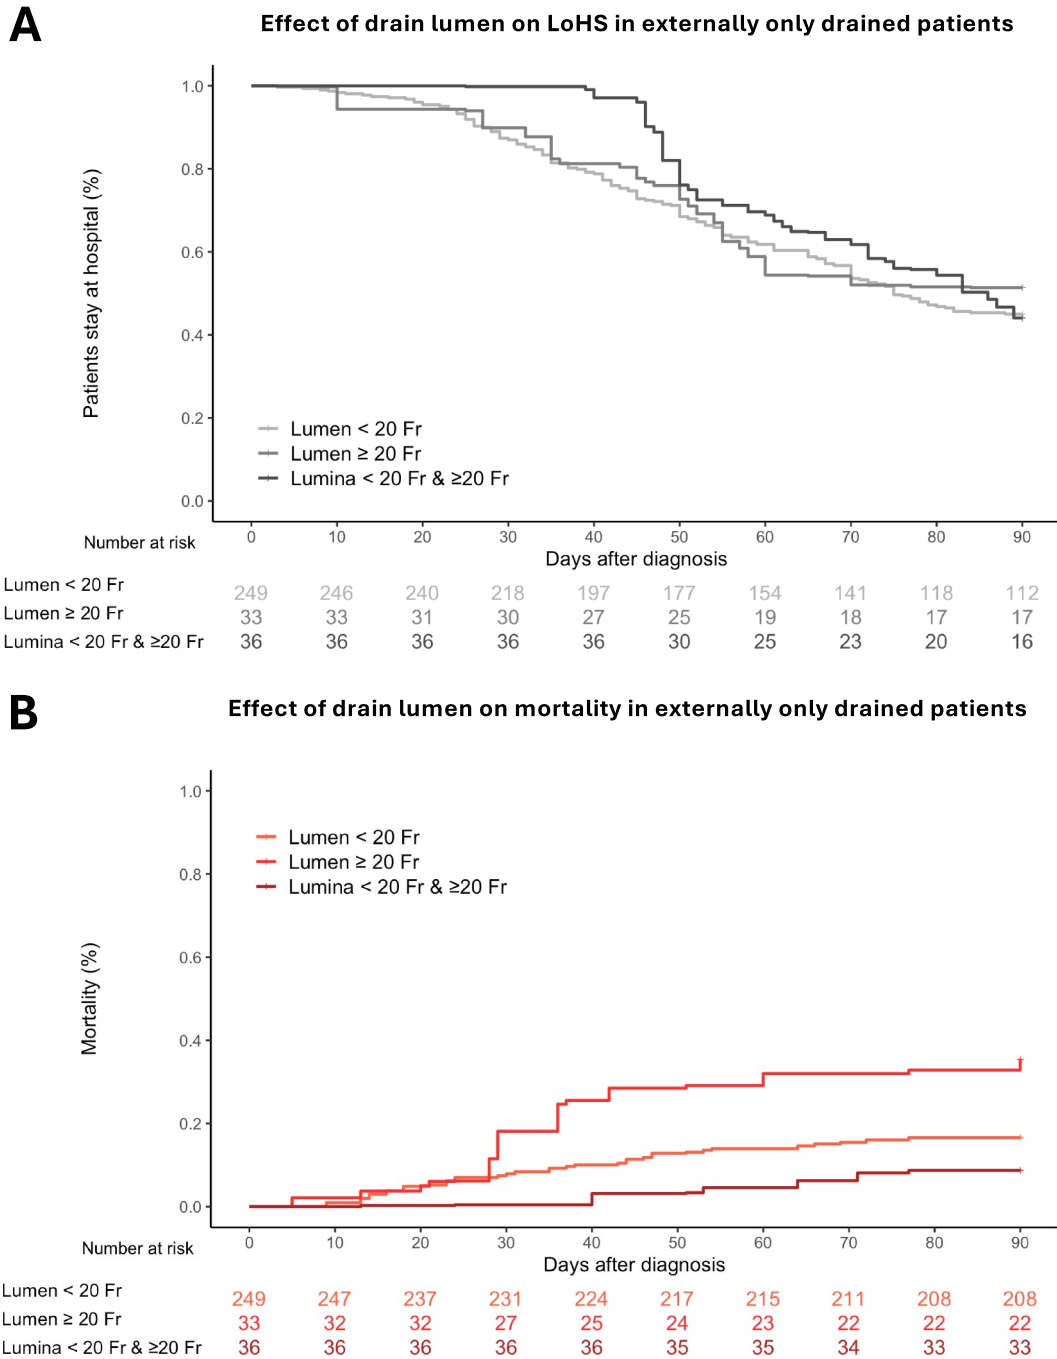 A
Effect of drain lumen on LoHS in externally only drained patients
Patients stay at hospital (%)
1.0
0.8
0.6
0.4
0.2
0.0
Lumen < 20 Fr
Lumen ≥ 20 Fr
Lumina < 20 Fr & ≥20 Fr
0 10 20 30 40 50 60 70 80 90
Number at risk
Days after diagnosis
Lumen < 20 Fr 249 246 240 218 197 177 154 141 118 112
Lumen ≥ 20 Fr 33 33 31 30 27 25 19 18 17 17
Lumina < 20 Fr & ≥20 Fr 36 36 36 36 36 30 25 23 20 16
B
Effect of drain lumen on mortality in externally only drained patients
Mortality (%)
1.0
0.8
0.6
0.4
0.2
0.0
Lumen < 20 Fr
Lumen ≥ 20 Fr
Lumina < 20 Fr & ≥20 Fr
0 10 20 30 40 50 60 70 80 90
Number at risk
Days after diagnosis
Lumen < 20 Fr 249 247 237 231 224 217 215 211 208 208
Lumen ≥ 20 Fr 33 32 32 27 25 24 23 22 22 22
Lumina < 20 Fr & ≥20 Fr 36 36 36 36 36 35 35 34 33 33